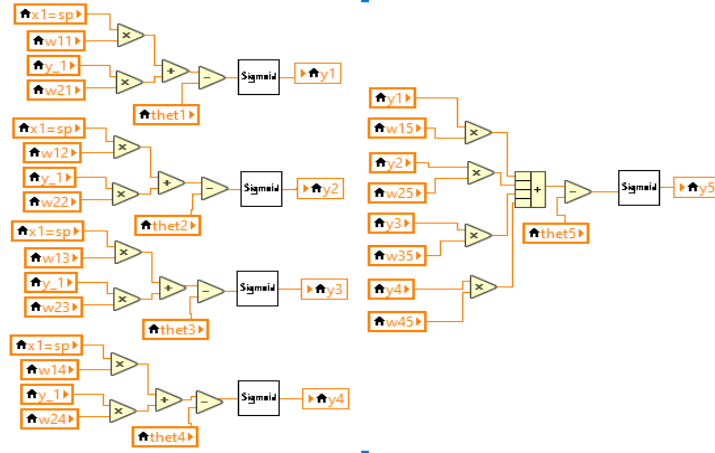 x1=sp
w11
y_1
w21
thet1
Sigmoid
y1
x1=sp
w12
y_1
w22
thet2
Sigmoid
y2
x1=sp
w13
y_1
w23
thet3
Sigmoid
y3
x1=sp
w14
y_1
w24
thet4
Sigmoid
y4
y1
w15
y2
w25
y3
w35
y4
w45
thet5
Sigmoid
y5